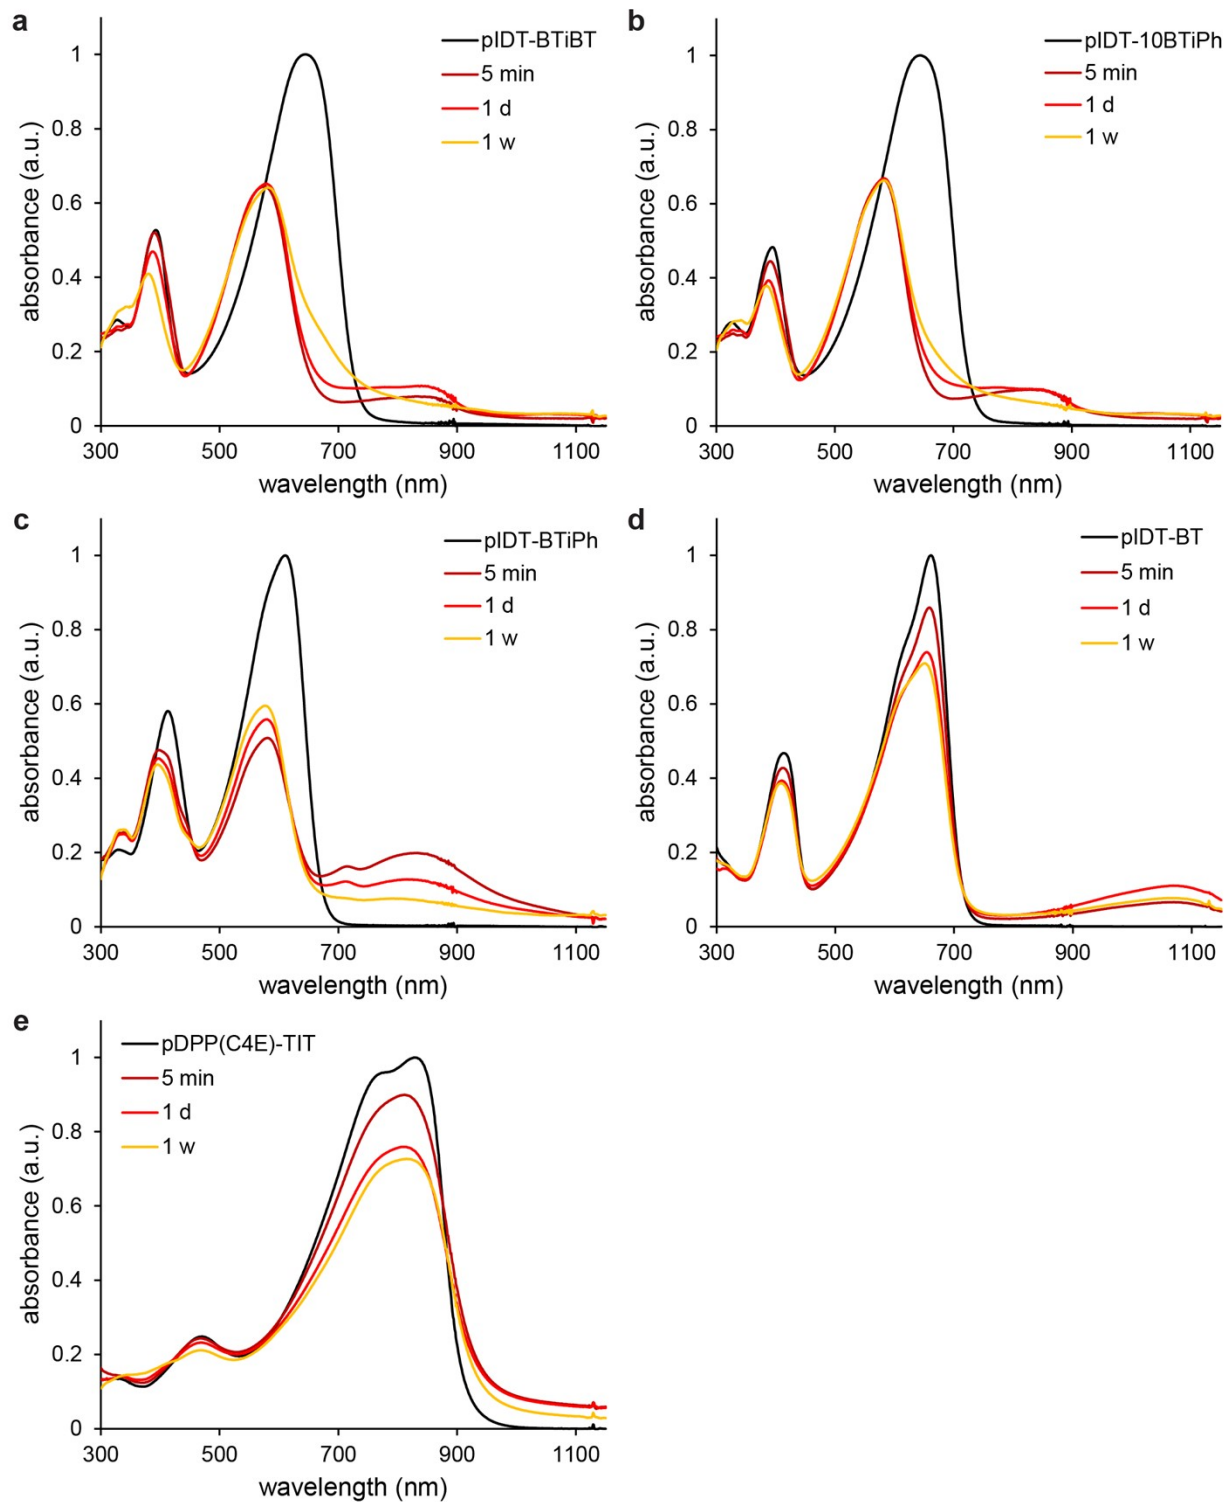 a
pIDT-BTiBT
5 min
1 d
1 w
absorbance (a.u.)
1
0.8
0.6
0.4
0.2
0
300 500 700 900 1100
wavelength (nm)
b
pIDT-10BTiPh
5 min
1 d
1 w
absorbance (a.u.)
1
0.8
0.6
0.4
0.2
0
300 500 700 900 1100
wavelength (nm)
c
pIDT-BTiPh
5 min
1 d
1 w
absorbance (a.u.)
1
0.8
0.6
0.4
0.2
0
300 500 700 900 1100
wavelength (nm)
d
pIDT-BT
5 min
1 d
1 w
absorbance (a.u.)
1
0.8
0.6
0.4
0.2
0
300 500 700 900 1100
wavelength (nm)
e
pDPP(C4E)-TIT
5 min
1 d
1 w
absorbance (a.u.)
1
0.8
0.6
0.4
0.2
0
300 500 700 900 1100
wavelength (nm)